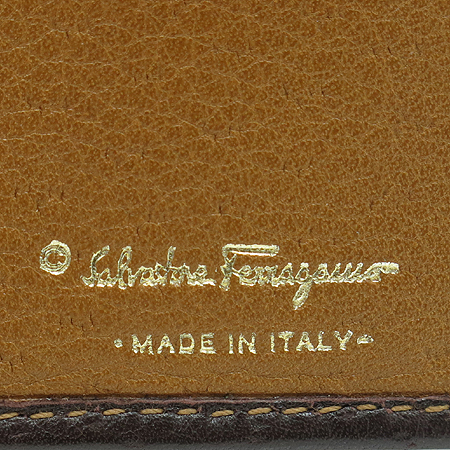 © Salvatore Ferragamo
• MADE IN ITALY •